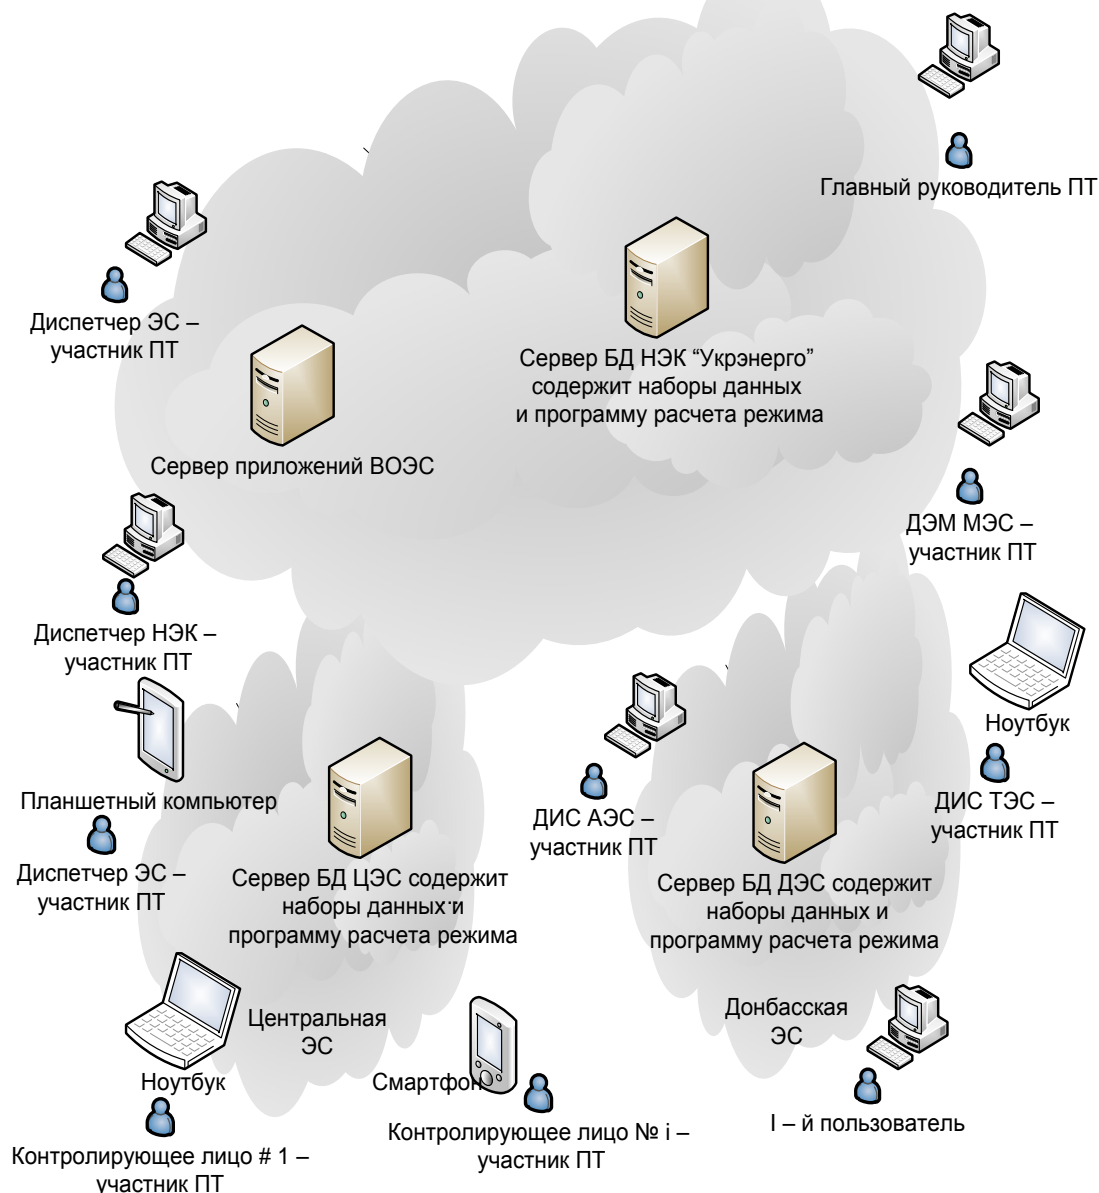 Главный руководитель ПТ
Диспетчер ЭС –
участник ПТ
Сервер БД НЭК “Укрэнерго”
содержит наборы данных
и программу расчета режима
Сервер приложений ВОЭС
ДЭМ МЭС –
участник ПТ
Диспетчер НЭК –
участник ПТ
Ноутбук
Планшетный компьютер
ДИС АЭС –
участник ПТ
ДИС ТЭС –
участник ПТ
Диспетчер ЭС –
участник ПТ
Сервер БД ЦЭС содержит
наборы данных и
программу расчета режима
Сервер БД ДЭС содержит
наборы данных и
программу расчета режима
Центральная
ЭС
Донбасская
ЭС
Ноутбук
Смартфон
Контролирующее лицо № i –
участник ПТ
I – й пользователь
Контролирующее лицо # 1 –
участник ПТ